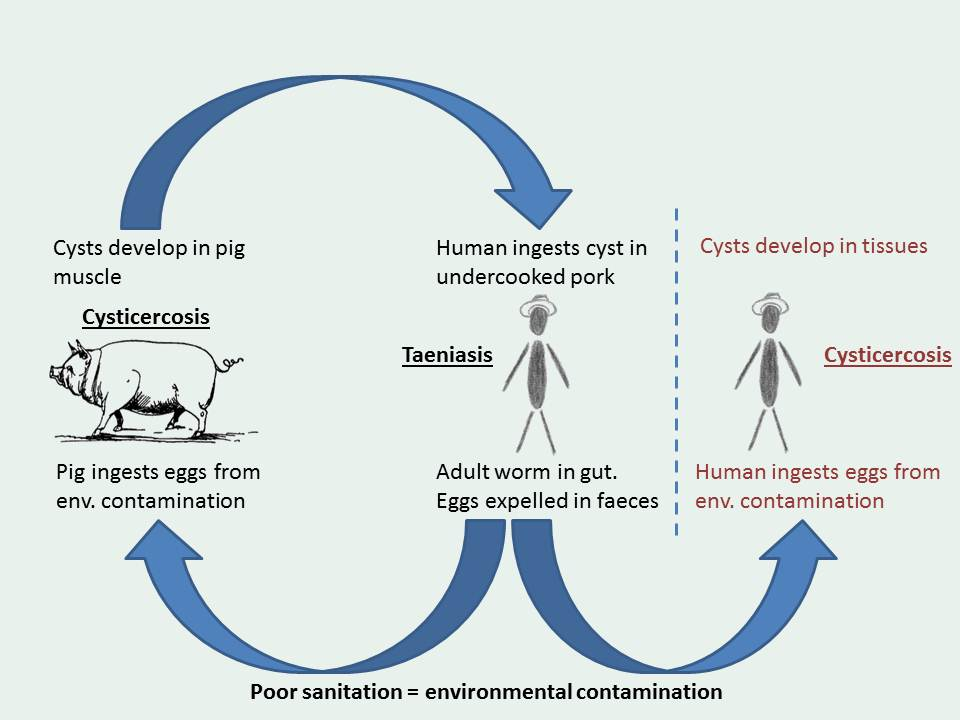 Cysts develop in pig
muscle
Cysticercosis
Pig ingests eggs from
env. contamination
Human ingests cyst in
undercooked pork
Taeniasis
Adult worm in gut.
Eggs expelled in faeces
Cysts develop in tissues
Cysticercosis
Human ingests eggs from
env. contamination
Poor sanitation = environmental contamination